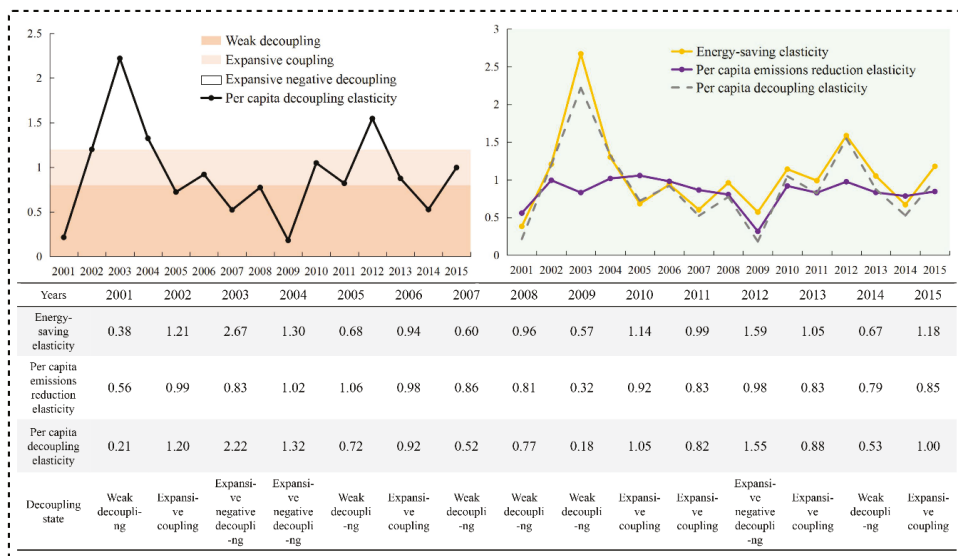 2.5
2
1.5
1
0.5
0
Weak decoupling
Expansive coupling
Expansive negative decoupling
Per capita decoupling elasticity
2001 2002 2003 2004 2005 2006 2007 2008 2009 2010 2011 2012 2013 2014 2015
3
2.5
2
1.5
1
0.5
0
Energy-saving elasticity
Per capita emissions reduction elasticity
Per capita decoupling elasticity
2001 2002 2003 2004 2005 2006 2007 2008 2009 2010 2011 2012 2013 2014 2015
Years 2001 2002 2003 2004 2005 2006 2007 2008 2009 2010 2011 2012 2013 2014 2015
Energy-
saving
elasticity
0.38 1.21 2.67 1.30 0.68 0.94 0.60 0.96 0.57 1.14 0.99 1.59 1.05 0.67 1.18
Per capita
emissions
reduction
elasticity
0.56 0.99 0.83 1.02 1.06 0.98 0.86 0.81 0.32 0.92 0.83 0.98 0.83 0.79 0.85
Per capita
decoupling
elasticity
0.21 1.20 2.22 1.32 0.72 0.92 0.52 0.77 0.18 1.05 0.82 1.55 0.88 0.53 1.00
Decoupling
state
Weak
decoupli-
ng
Expansi-
ve
coupling
Expansi-
ve
negative
decoupli
-ng
Expansi-
ve
negative
decoupli-
-ng
Weak
decoupli
-ng
Expansi-
ve
coupling
Weak
decoupli
-ng
Weak
decoupli
-ng
Weak
decoupli
-ng
Expansi-
ve
coupling
Expansi-
ve
coupling
Expansi-
ve
negative
decoupli
-ng
Expansi-
ve
coupling
Weak
decoupli
-ng
Expansi-
ve
coupling